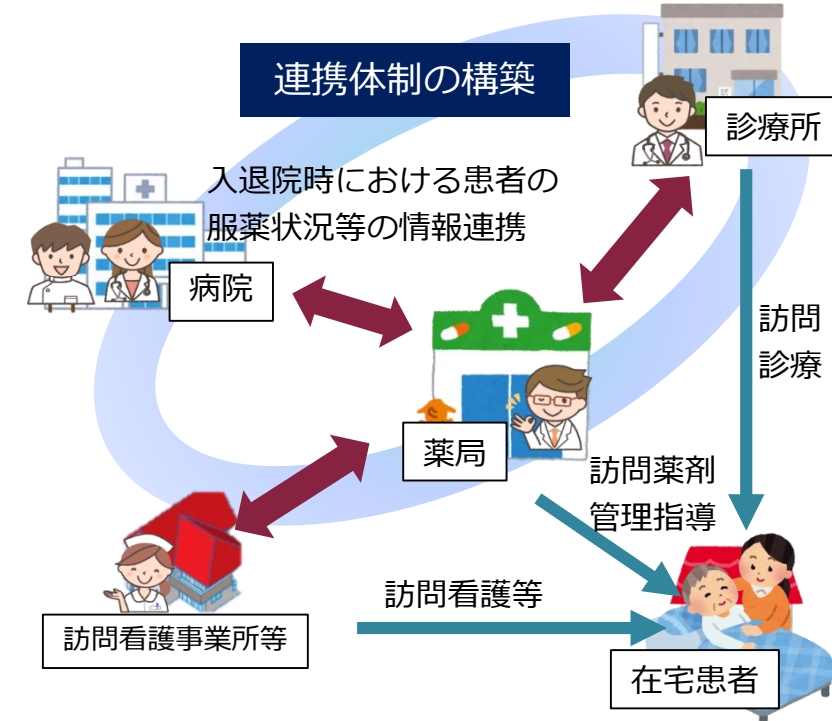 連携体制の構築
診療所
入退院時における患者の
服薬状況等の情報連携
病院
訪問
診療
薬局
訪問薬剤
管理指導
訪問看護等
訪問看護事業所等
在宅患者